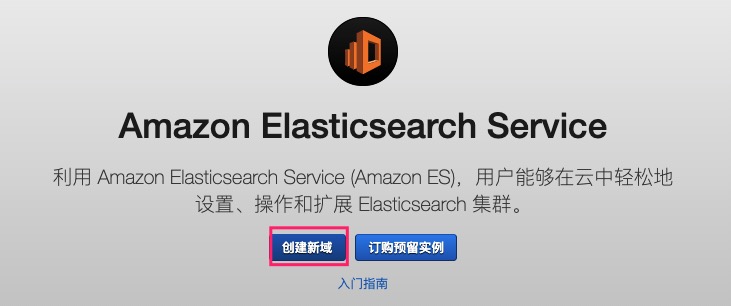 Amazon Elasticsearch Service
利用 Amazon Elasticsearch Service (Amazon ES)，用户能够在云中轻松地
设置、操作和扩展 Elasticsearch 集群。
创建新域 订购预留实例
入门指南